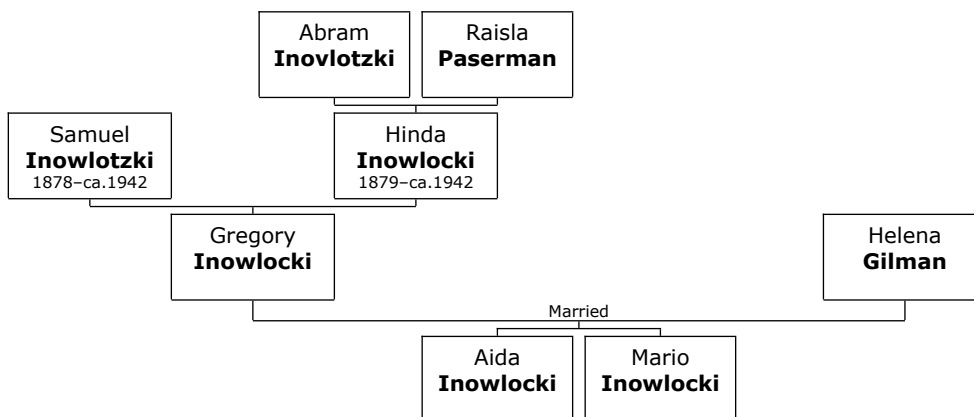 Abram
Inovlotzki
Raisla
Paserman
Samuel
Inowlotzki
1878–ca.1942
Hinda
Inowlocki
1879–ca.1942
Gregory
Inowlocki
Helena
Gilman
Married
Aida
Inowlocki
Mario
Inowlocki